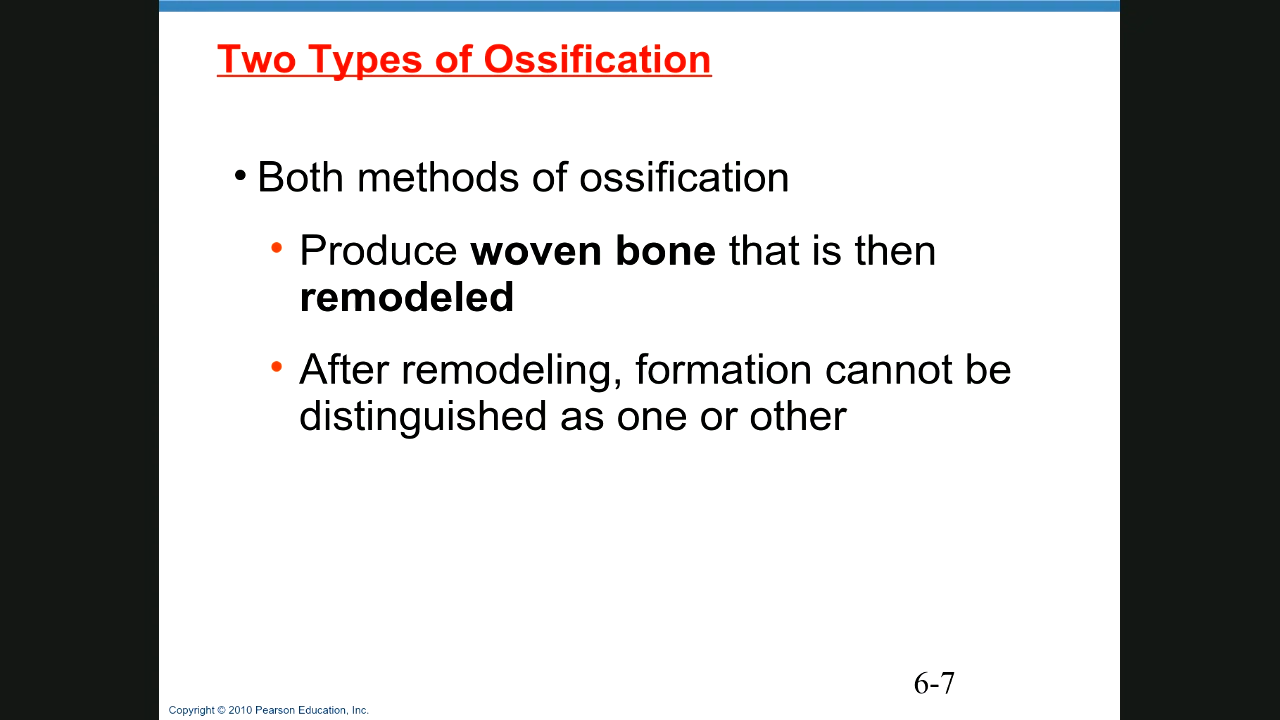 Two Types of Ossification
• Both methods of ossification
• Produce woven bone that is then
remodeled
• After remodeling, formation cannot be
distinguished as one or other
6-7
Copyright © 2010 Pearson Education, Inc.